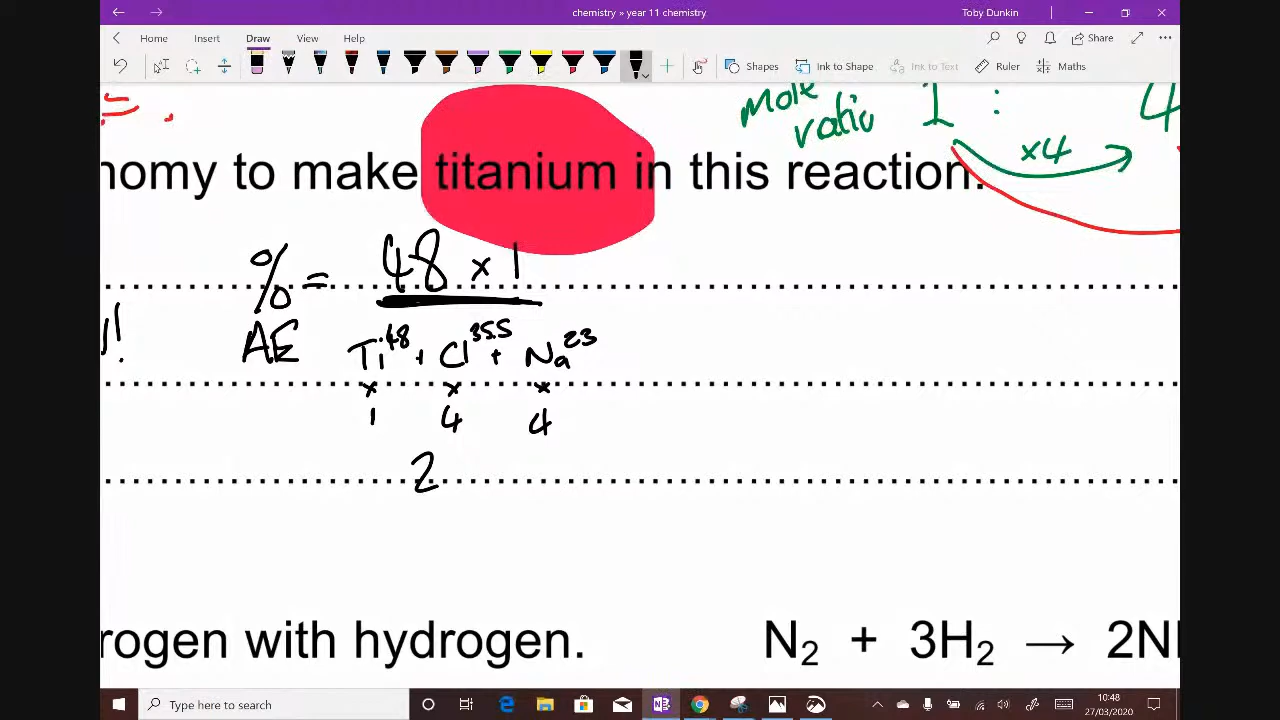 chemistry » year 11 chemistry
Toby Dunkin
Home Insert Draw View Help
Share
Shapes Ink to Shape Ink to Text Ruler Maths
mole
ratio 1 : 4
×4
nomy to make titanium in this reaction.
% AE = 48 × 1
Ti 48 + Cl 35.5 + Na 23
× × ×
1 4 4
2
rogen with hydrogen. N₂ + 3H₂ → 2N
Type here to search
10:48
27/03/2020